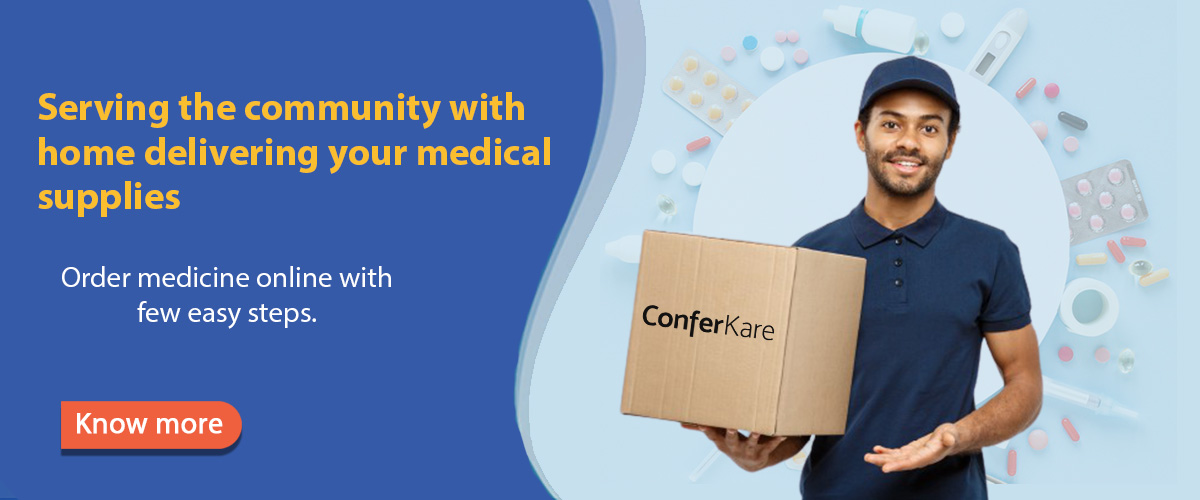 Serving the community with
home delivering your medical
supplies
Order medicine online with
few easy steps.
Know more
ConferKare